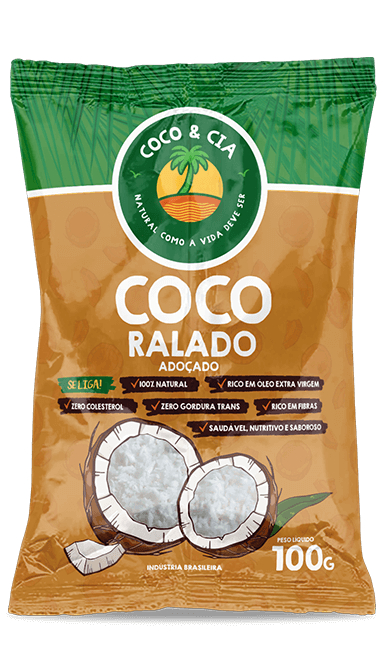 COCO & CIA
NATURAL COMO A VIDA DEVE SER
COCO
RALADO
ADOÇADO
SE LIGA!
100% NATURAL
RICO EM ÓLEO EXTRA VIRGEM
ZERO COLESTEROL
ZERO GORDURA TRANS
RICO EM FIBRAS
SAUDÁVEL, NUTRITIVO E SABOROSO
PESO LÍQUIDO
100G
INDÚSTRIA BRASILEIRA